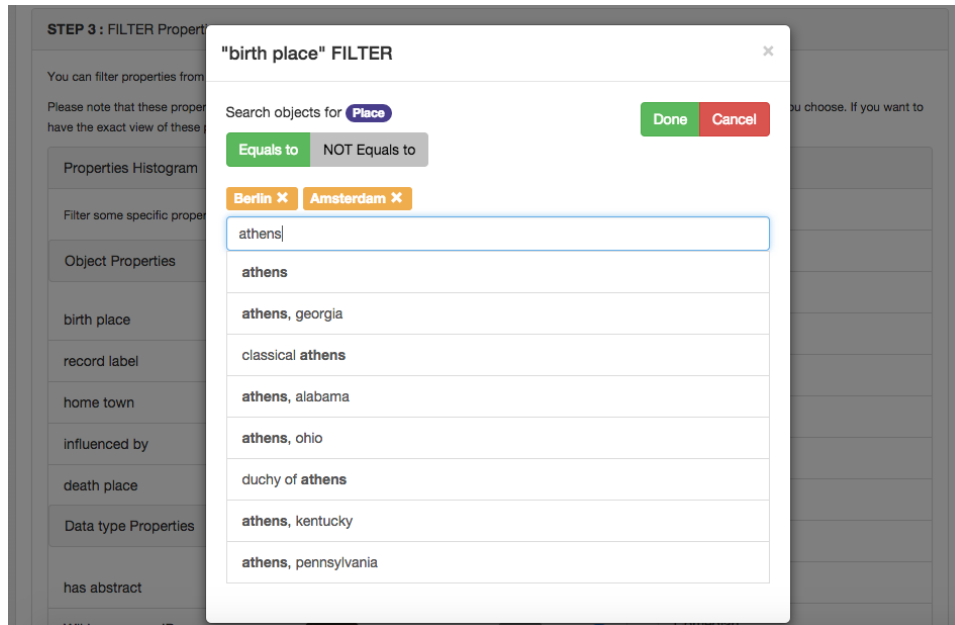 STEP 3 : FILTER Propert
"birth place" FILTER
×
You can filter properties from
Please note that these proper
ou choose. If you want to
have the exact view of these
Search objects for Place
Done
Cancel
Equals to
NOT Equals to
Properties Histogram
Berlin ✖
Amsterdam ✖
Filter some specific proper
athens
Object Properties
athens
birth place
athens, georgia
record label
classical athens
home town
athens, alabama
influenced by
athens, ohio
death place
duchy of athens
Data type Properties
athens, kentucky
athens, pennsylvania
has abstract